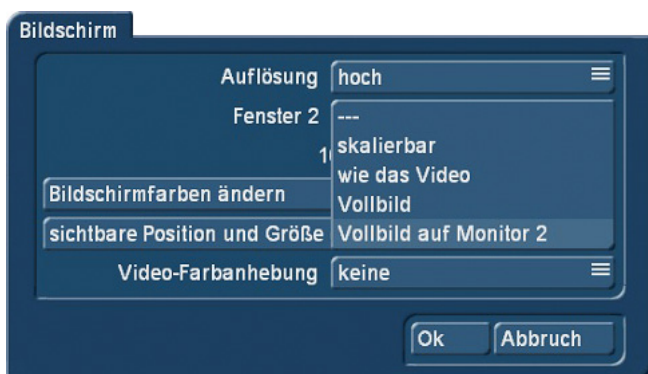 Bildschirm
Auflösung hoch
Fenster 2 ---
skalierbar
wie das Video
Bildschirmfarben ändern Vollbild
sichtbare Position und Größe Vollbild auf Monitor 2
Video-Farbanhebung keine
Ok Abbruch